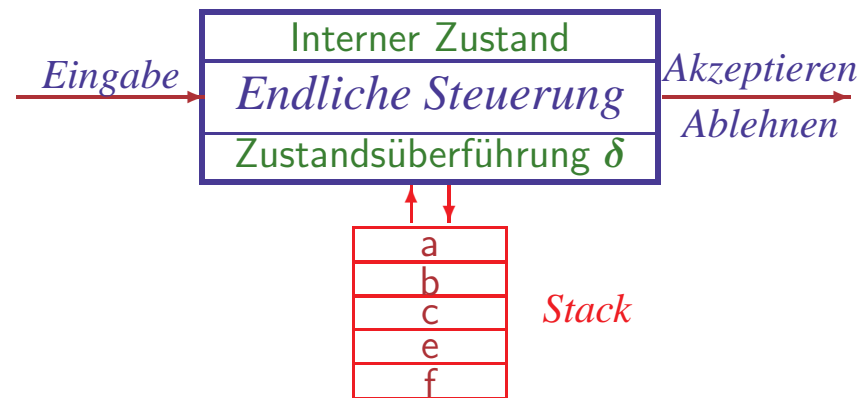 Interner Zustand
Eingabe
Endliche Steuerung
Akzeptieren
Ablehnen
Zustandsüberführung δ
a
b
c
e
f
Stack